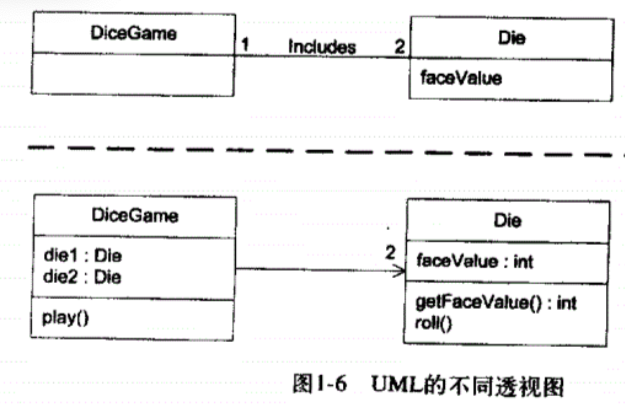 DiceGame
1 Includes 2
Die
faceValue
DiceGame
die1 : Die
die2 : Die
play()
2
Die
faceValue : int
getFaceValue() : int
roll()
图1-6 UML的不同透视图